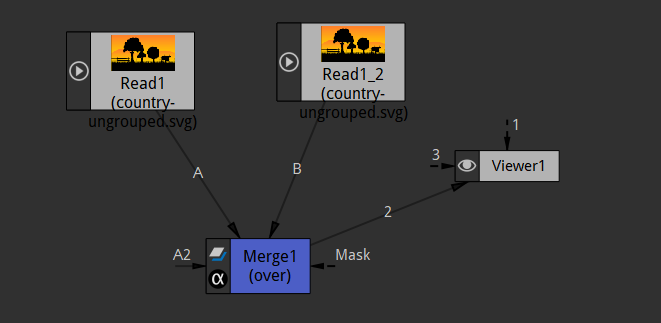 Read1
(country-
ungrouped.svg)
Read1_2
(country-
ungrouped.svg)
1
3
Viewer1
A
B
2
A2
Merge1
(over)
Mask
α